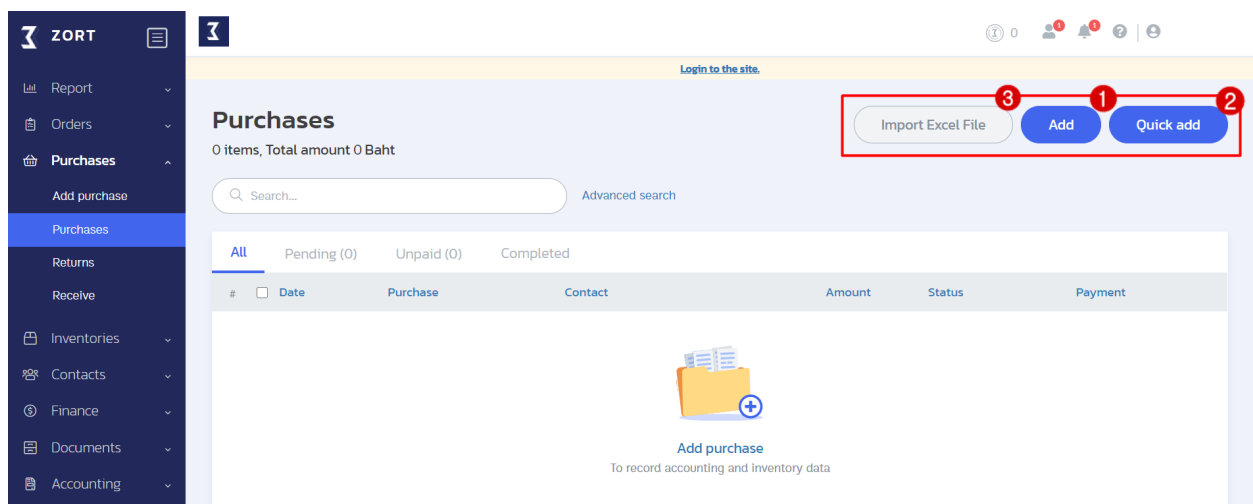 ZORT
0
1
1
Login to the site.
Report
Orders
Purchases
Add purchase
Purchases
Returns
Receive
Inventories
Contacts
Finance
Documents
Accounting
Purchases
0 items, Total amount 0 Baht
3
1
2
Import Excel File
Add
Quick add
Search...
Advanced search
All
Pending (0)
Unpaid (0)
Completed
# Date Purchase Contact Amount Status Payment
Add purchase
To record accounting and inventory data